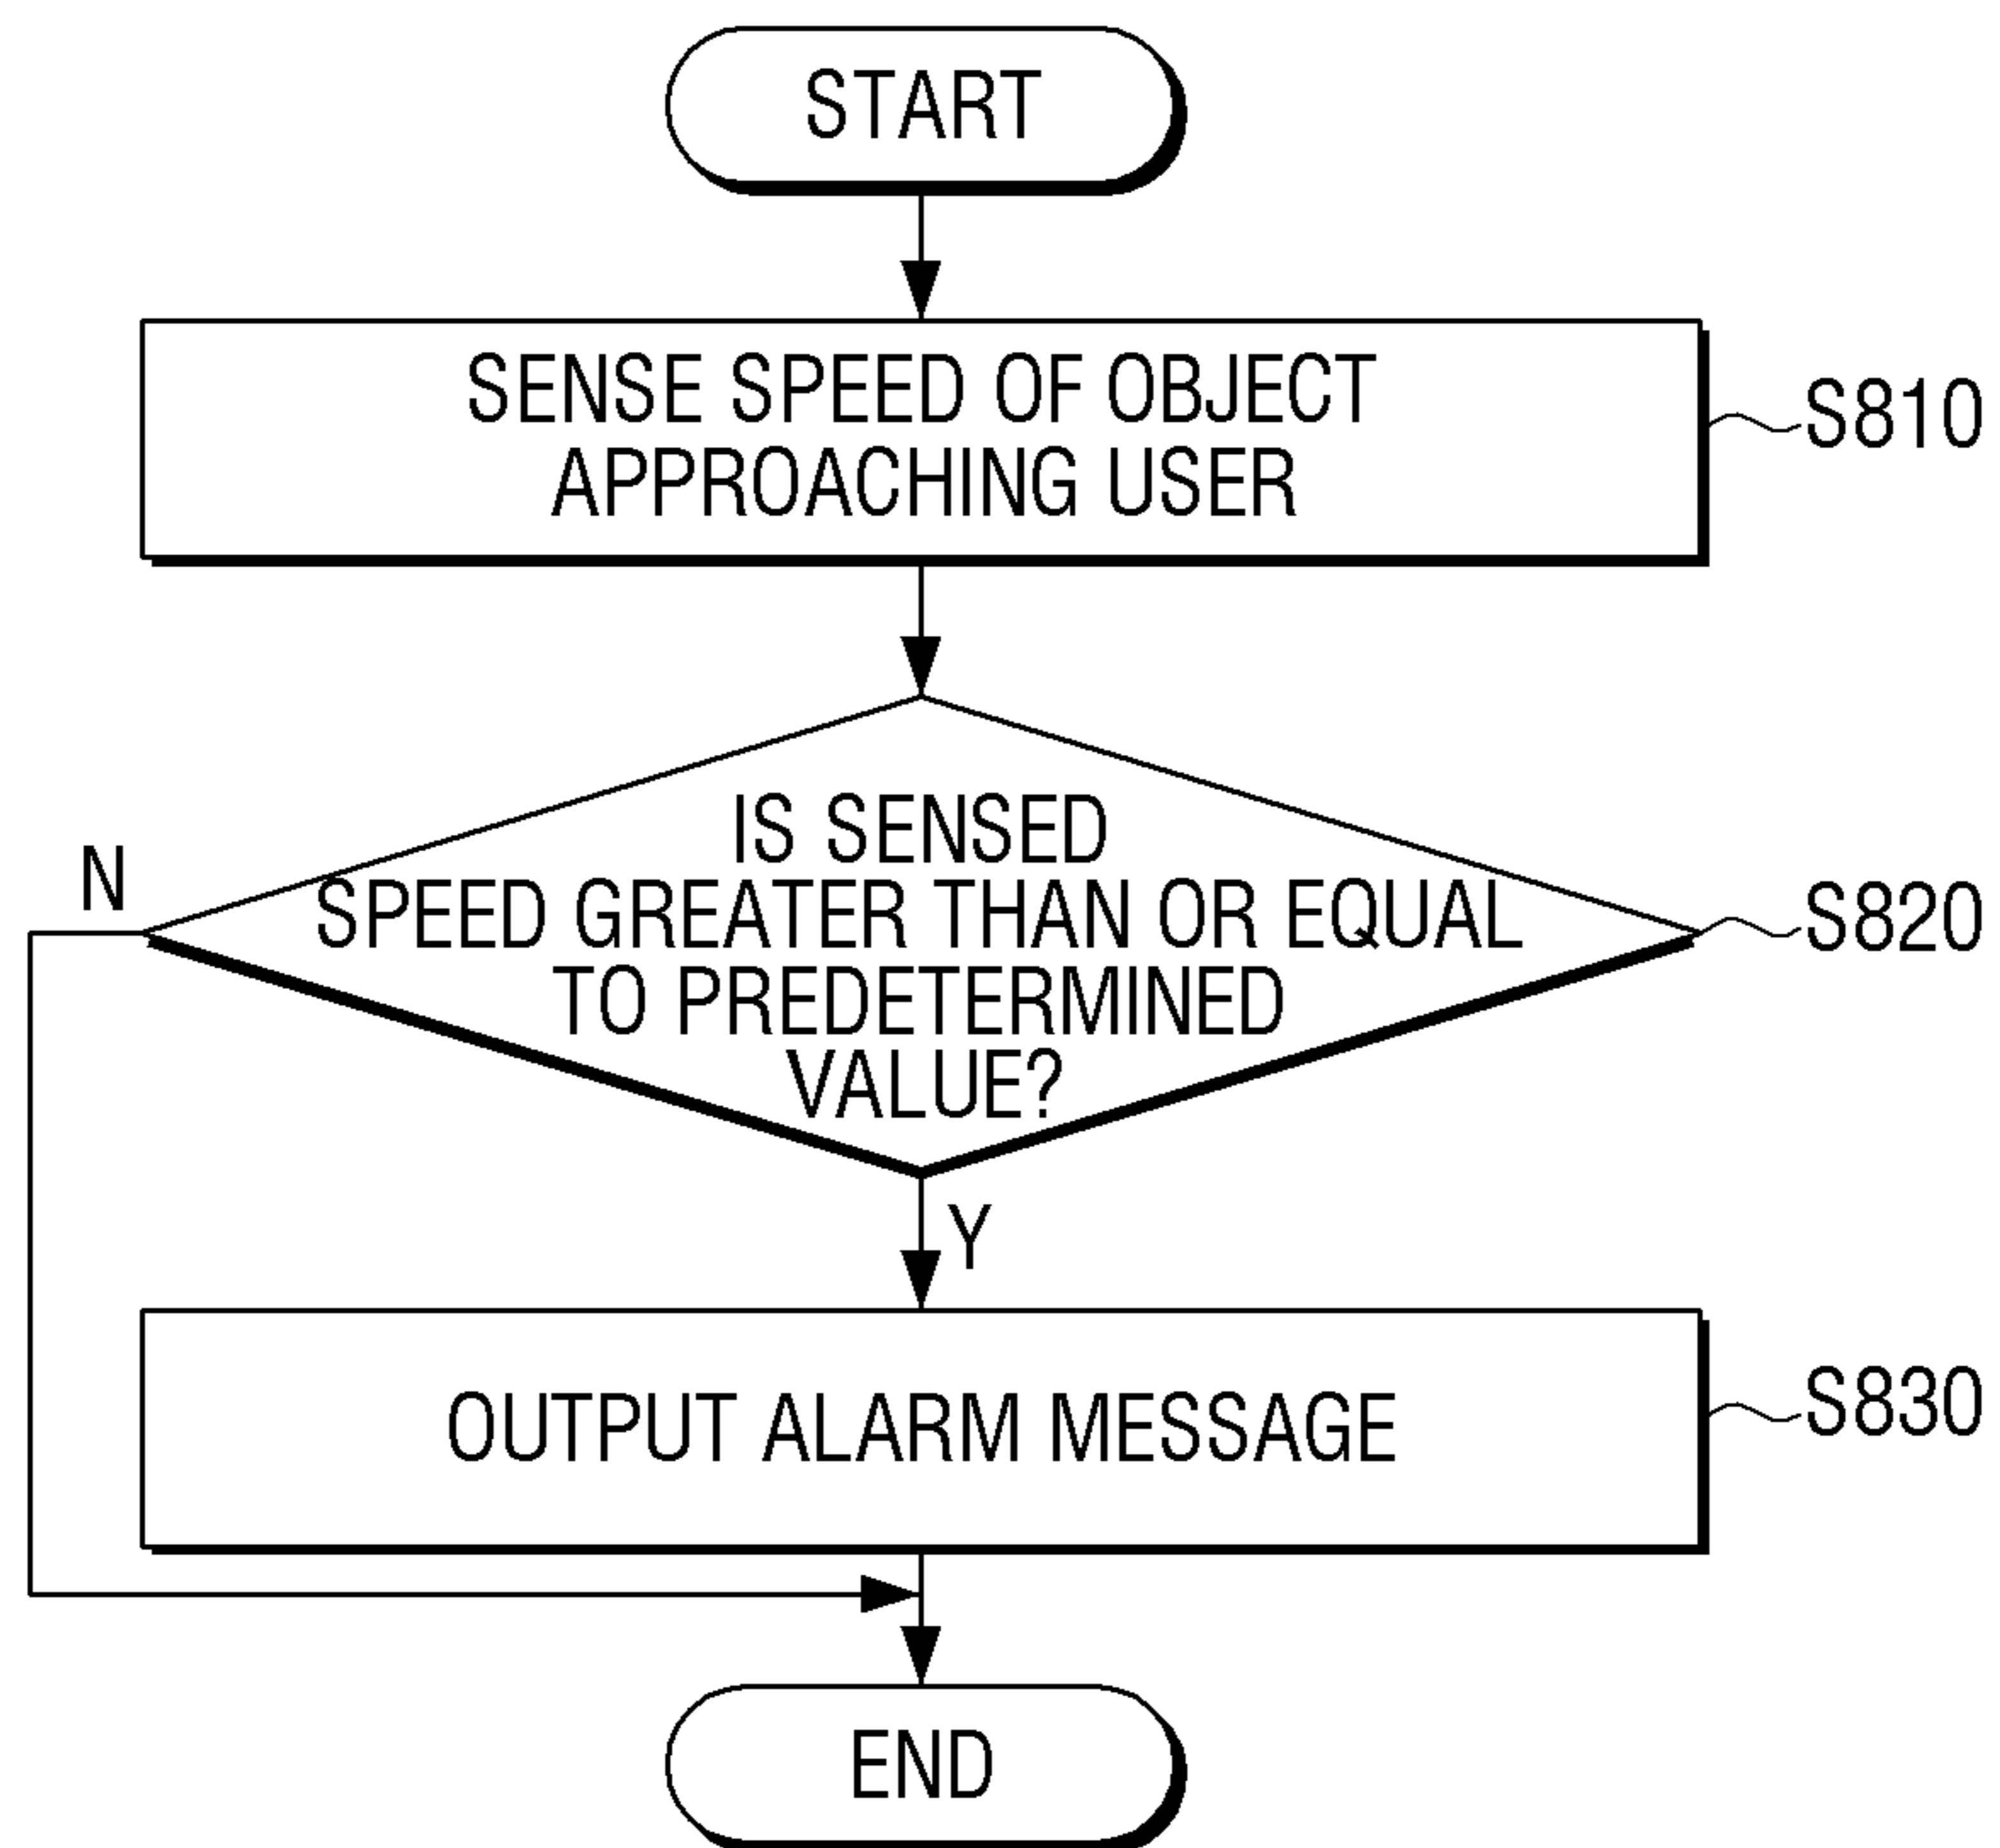 START
SENSE SPEED OF OBJECT
APPROACHING USER
S810
IS SENSED
SPEED GREATER THAN OR EQUAL
TO PREDETERMINED
VALUE?
N
S820
Y
OUTPUT ALARM MESSAGE
S830
END